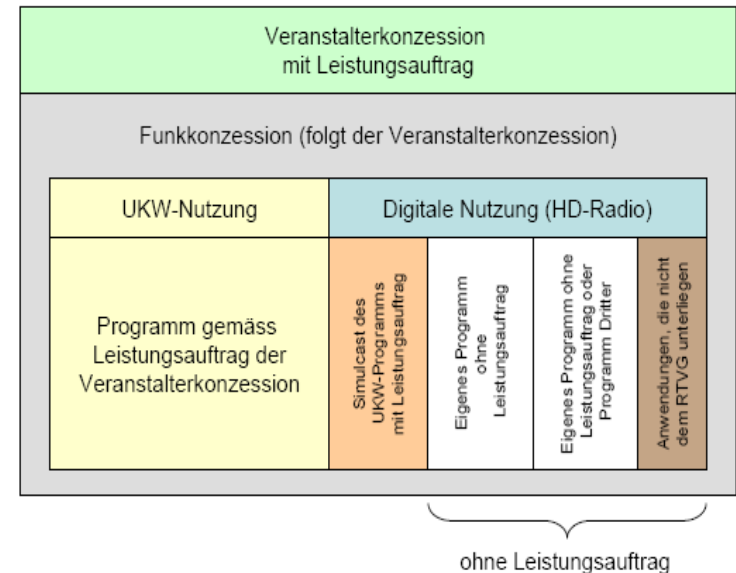 Veranstalterkonzession
mit Leistungsauftrag
Funkkonzession (folgt der Veranstalterkonzession)
UKW-Nutzung
Digitale Nutzung (HD-Radio)
Programm gemäss
Leistungsauftrag der
Veranstalterkonzession
Simulcast des
UKW-Programms
mit Leistungsauftrag
Eigenes Programm
ohne
Leistungsauftrag
Eigenes Programm ohne
Leistungsauftrag oder
Programm Dritter
Anwendungen, die nicht
dem RTVG unterliegen
ohne Leistungsauftrag